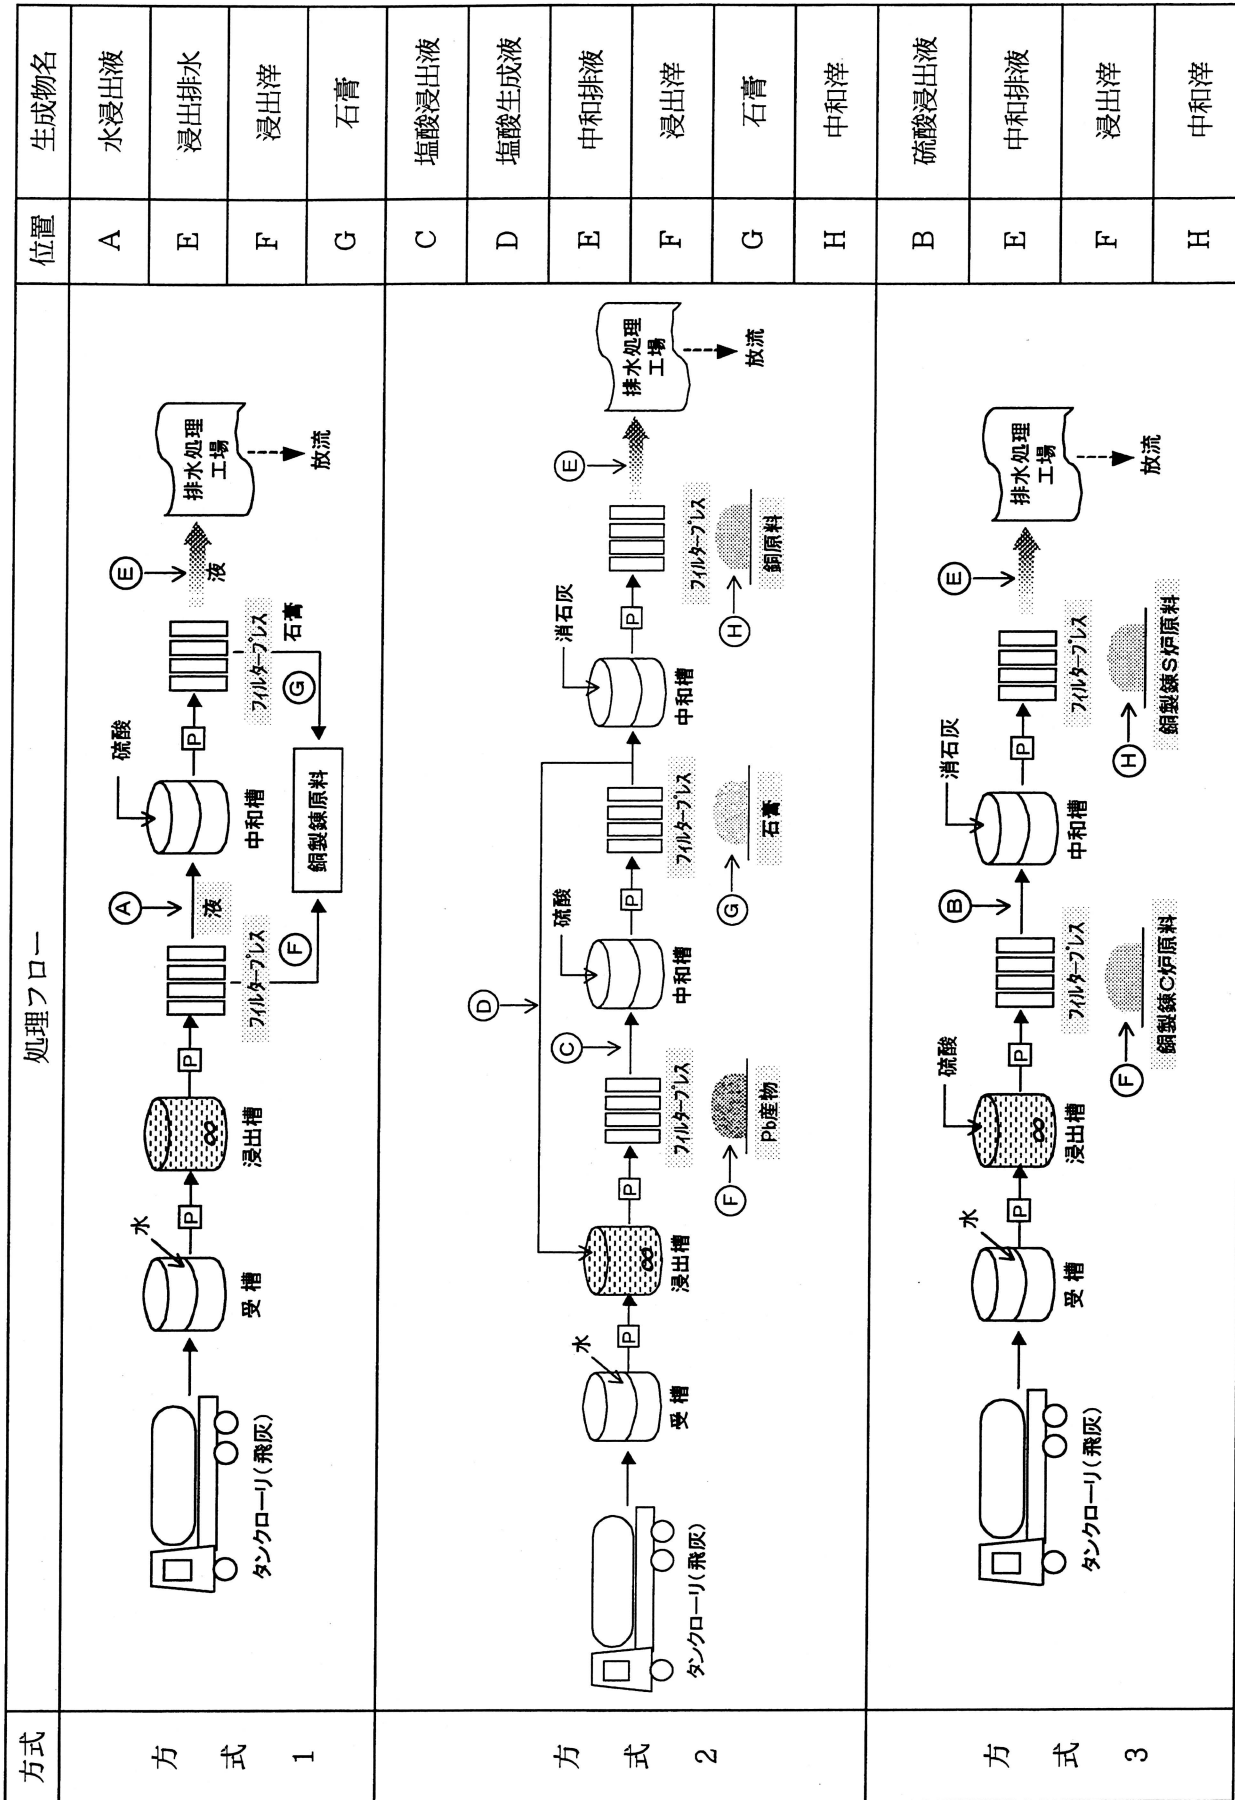 方式
処理フロー
位置
生成物名
方式1
タンクローリ(飛灰)
水
受槽
P
浸出槽
P
フィルタープレス
F
A
液
硫酸
中和槽
P
フィルタープレス
石膏
G
銅製錬原料
E
液
排水処理
工場
放流
A
水浸出液
E
浸出排水
F
浸出滓
G
石膏
方式2
タンクローリ(飛灰)
水
受槽
P
浸出槽
P
フィルタープレス
F
Pb産物
C
D
硫酸
中和槽
P
フィルタープレス
G
石膏
消石灰
中和槽
P
フィルタープレス
H
銅原料
E
排水処理
工場
放流
C
塩酸浸出液
D
塩酸生成液
E
中和排液
F
浸出滓
G
石膏
H
中和滓
方式3
タンクローリ(飛灰)
水
受槽
P
硫酸
浸出槽
P
フィルタープレス
F
銅製錬C炉原料
B
消石灰
中和槽
P
フィルタープレス
H
銅製錬S炉原料
E
排水処理
工場
放流
B
硫酸浸出液
E
中和排液
F
浸出滓
H
中和滓